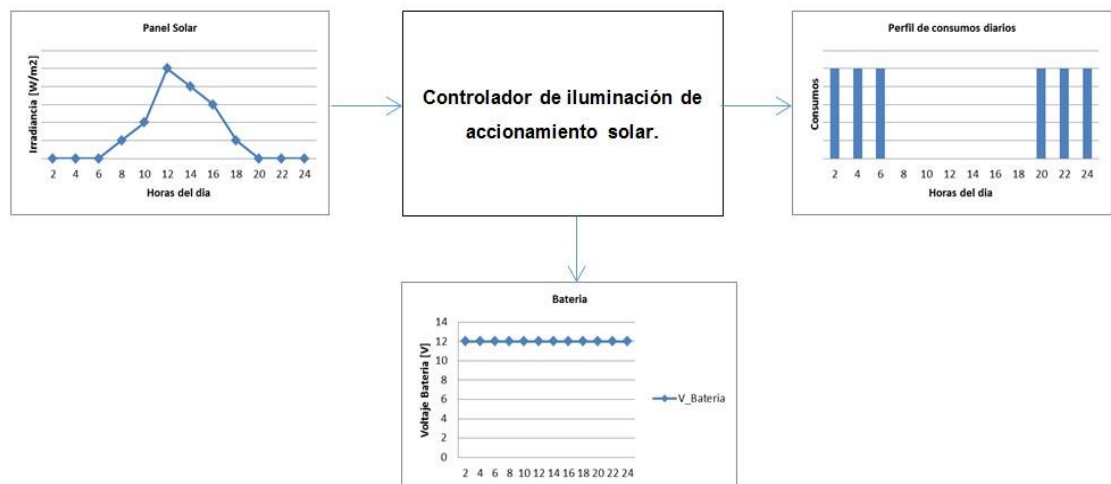 Panel Solar
Irradiancia [W/m2]
2 4 6 8 10 12 14 16 18 20 22 24
Horas del dia
Controlador de iluminación de
accionamiento solar.
Perfil de consumos diarios
Consumos
2 4 6 8 10 12 14 16 18 20 22 24
Horas del dia
Bateria
Voltaje Bateria [V]
14
12
10
8
6
4
2
0
V_Bateria
2 4 6 8 10 12 14 16 18 20 22 24